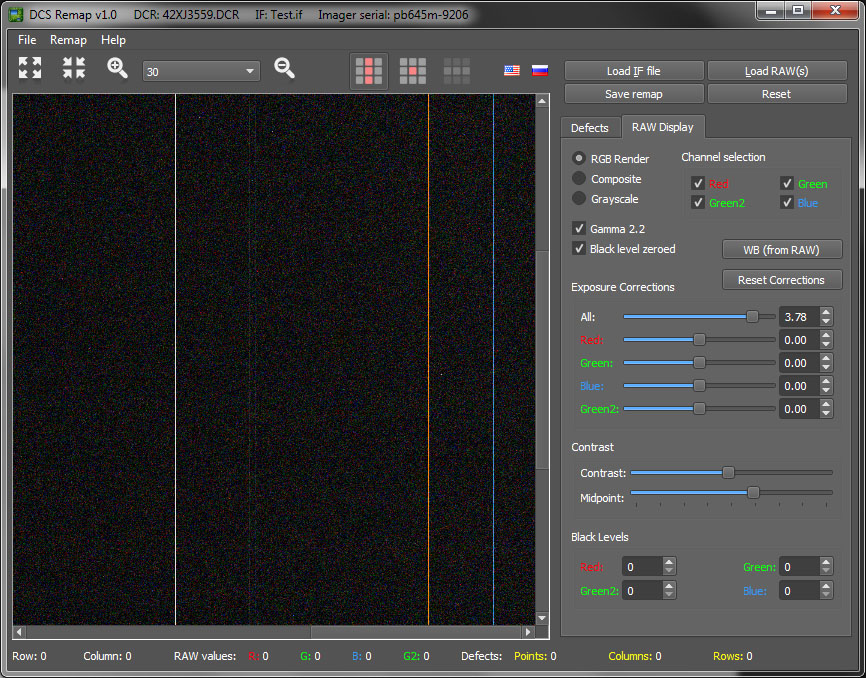 DCS Remap v1.0 DCR: 42XJ3559.DCR IF: Test.if Imager serial: pb645m-9206
File Remap Help
30
Load IF file Load RAW(s)
Save remap Reset
Defects RAW Display
RGB Render Channel selection
Composite Red Green
Grayscale Green2 Blue
Gamma 2.2
Black level zeroed WB (from RAW)
Exposure Corrections Reset Corrections
All: 3.78
Red: 0.00
Green: 0.00
Blue: 0.00
Green2: 0.00
Contrast
Contrast:
Midpoint:
Black Levels
Red: 0 Green: 0
Green2: 0 Blue: 0
Row: 0 Column: 0 RAW values: R: 0 G: 0 B: 0 G2: 0 Defects: Points: 0 Columns: 0 Rows: 0